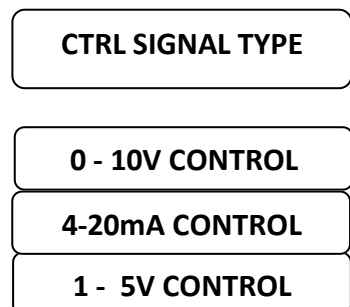 CTRL SIGNAL TYPE
0 - 10V CONTROL
4-20mA CONTROL
1 - 5V CONTROL